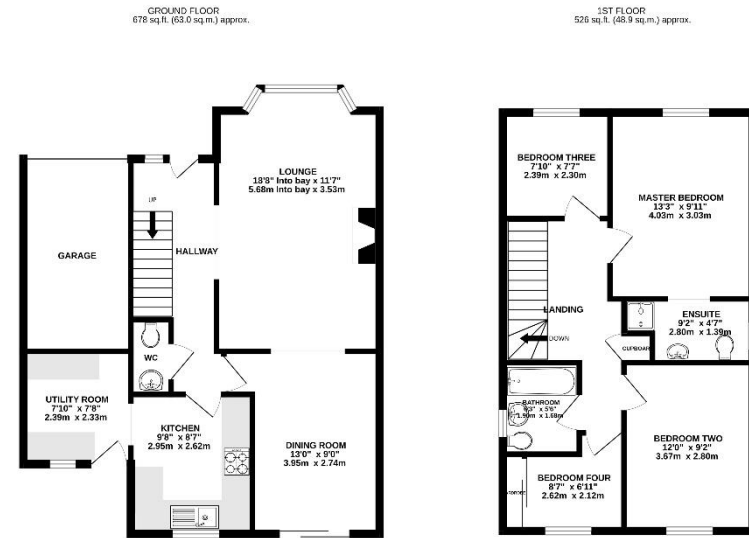 GROUND FLOOR
678 sq.ft. (63.0 sq.m.) approx.
LOUNGE
18'8" Into bay x 11'7"
5.68m Into bay x 3.53m
UP
HALLWAY
GARAGE
WC
UTILITY ROOM
7'10" x 7'8"
2.39m x 2.33m
KITCHEN
9'8" x 8'7"
2.95m x 2.62m
DINING ROOM
13'0" x 9'0"
3.95m x 2.74m
1ST FLOOR
526 sq.ft. (48.9 sq.m.) approx.
BEDROOM THREE
7'10" x 7'7"
2.39m x 2.30m
MASTER BEDROOM
13'3" x 9'11"
4.03m x 3.03m
LANDING
DOWN
ENSUITE
9'2" x 4'7"
2.80m x 1.39m
CUPBOARD
BATHROOM
x 5'6"
x 1.68m
BEDROOM TWO
12'0" x 9'2"
3.67m x 2.80m
BEDROOM FOUR
8'7" x 6'11"
2.62m x 2.12m